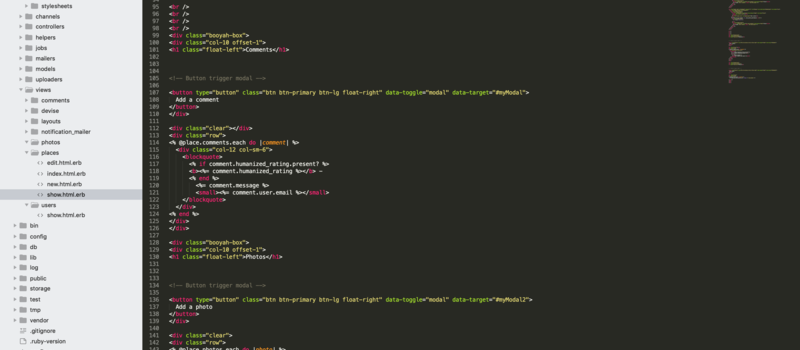 stylesheets
channels
controllers
helpers
jobs
mailers
models
uploaders
views
comments
devise
layouts
notification_mailer
photos
places
edit.html.erb
index.html.erb
new.html.erb
show.html.erb
users
show.html.erb
bin
config
db
lib
log
public
storage
test
tmp
vendor
.gitignore
.ruby-version
95 <br />
96 <br />
97 <br />
98 <br />
99 <div class="booyah-box">
100 <div class="col-10 offset-1">
101 <h1 class="float-left">Comments</h1>
102
103
104
105 <!-- Button trigger modal -->
106
107 <button type="button" class="btn btn-primary btn-lg float-right" data-toggle="modal" data-target="#myModal">
108 Add a comment
109 </button>
110 </div>
111
112 <div class="clear"></div>
113 <div class="row">
114 <% @place.comments.each do |comment| %>
115 <div class="col-12 col-sm-6">
116 <blockquote>
117 <% if comment.humanized_rating.present? %>
118 <b><%= comment.humanized_rating %></b> -
119 <% end %>
120 <%= comment.message %>
121 <small><%= comment.user.email %></small>
122 </blockquote>
123 </div>
124 <% end %>
125 </div>
126 </div>
127
128 <div class="booyah-box">
129 <div class="col-10 offset-1">
130 <h1 class="float-left">Photos</h1>
131
132
133
134 <!-- Button trigger modal -->
135
136 <button type="button" class="btn btn-primary btn-lg float-right" data-toggle="modal" data-target="#myModal2">
137 Add a photo
138 </button>
139 </div>
140
141 <div class="clear">
142 <div class="row">